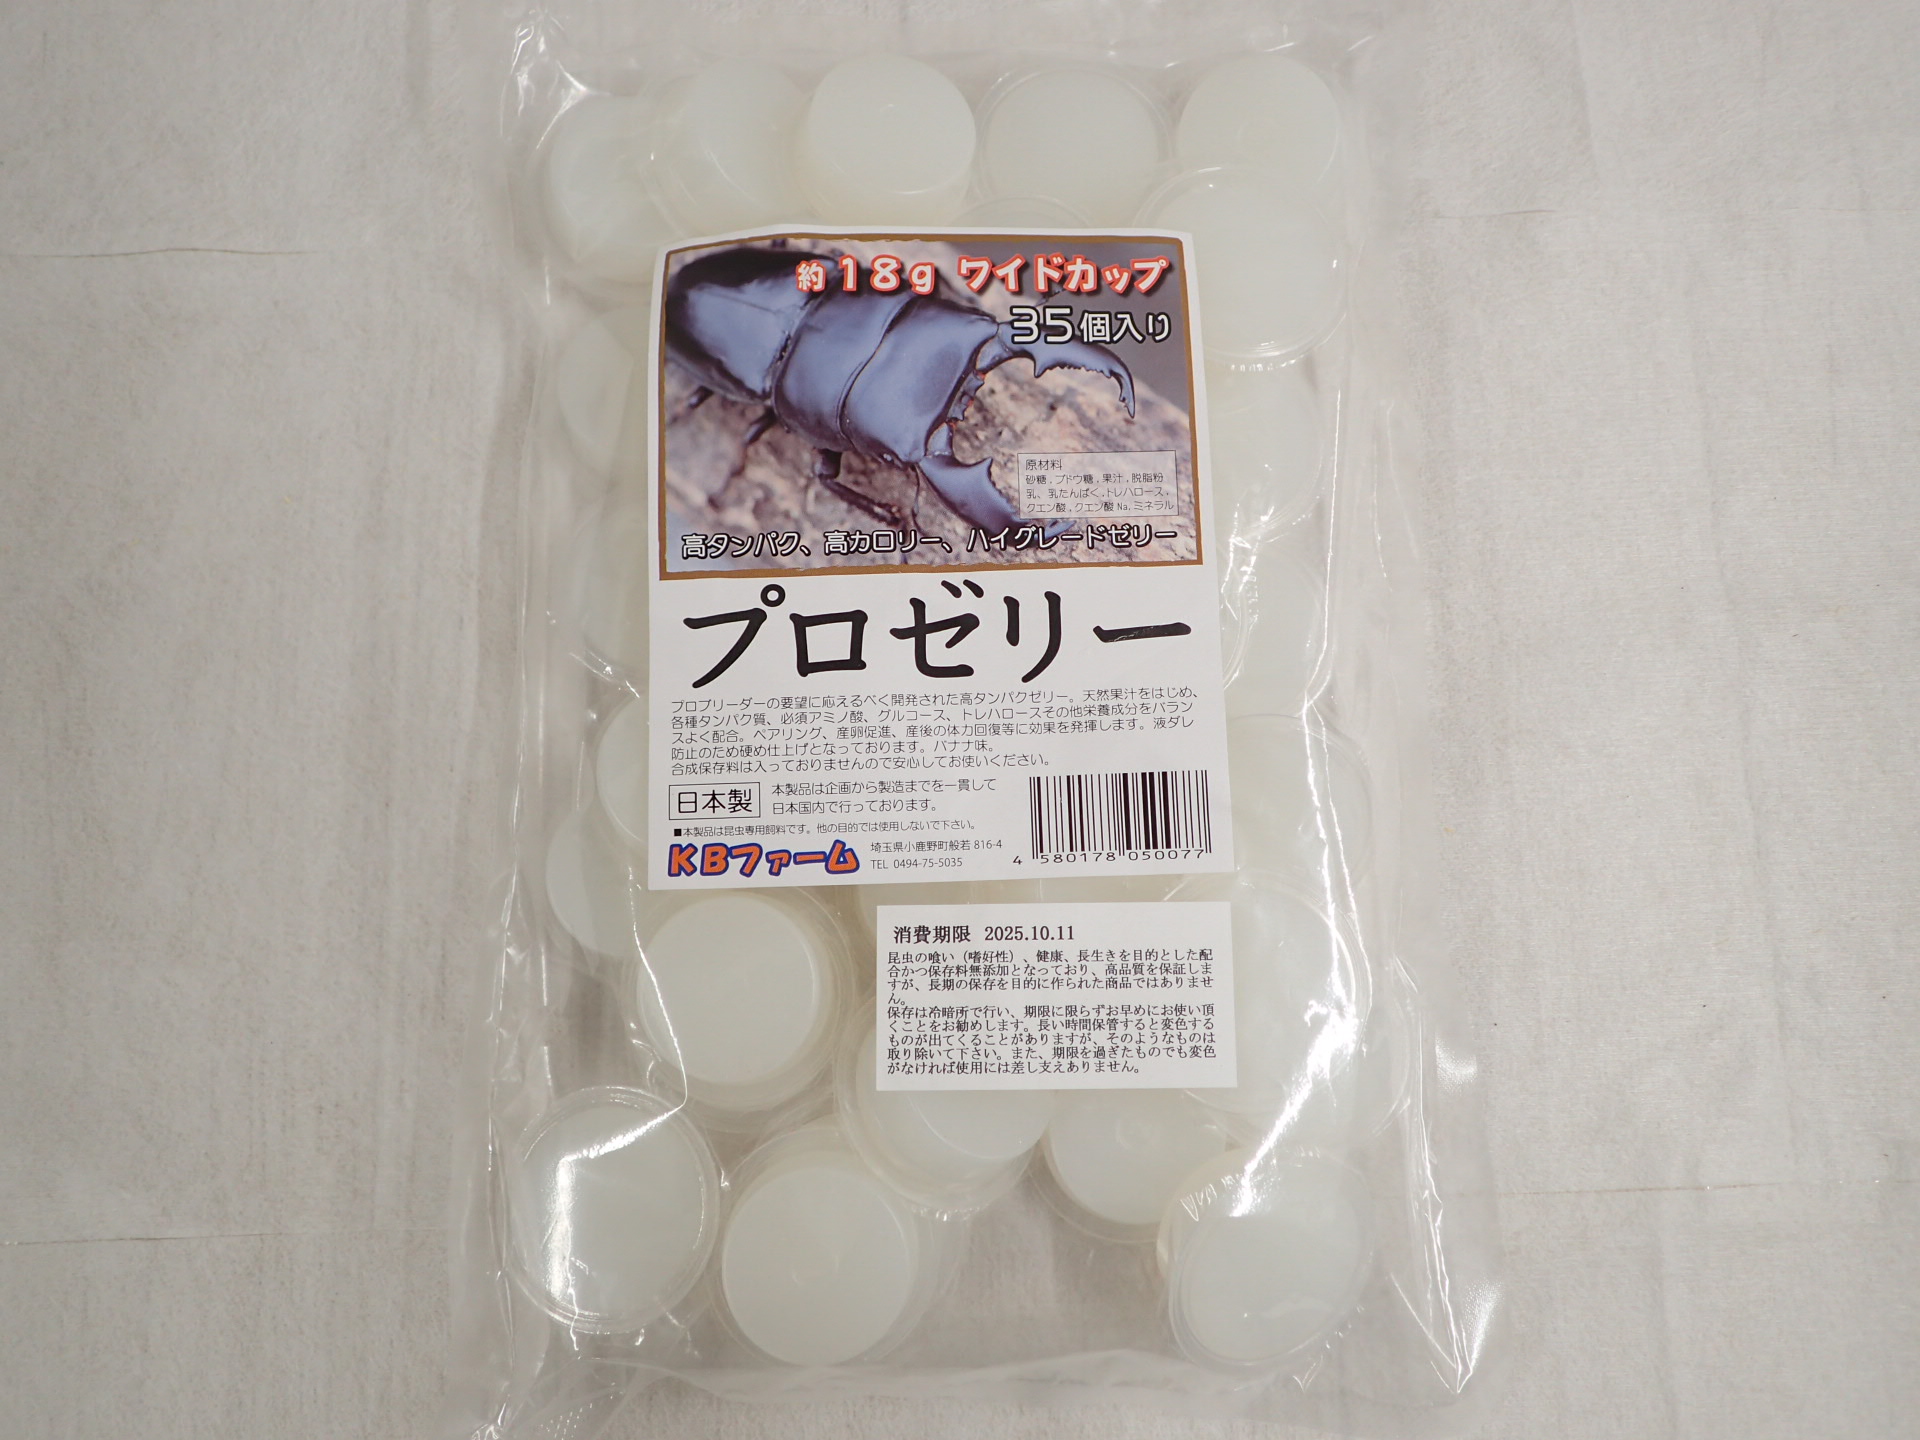 約18g ワイドカップ
35個入り
原材料
砂糖，ブドウ糖，果汁，脱脂粉
乳、乳たんぱく，トレハロース，
クエン酸，クエン酸Na，ミネラル
高タンパク、高カロリー、ハイグレードゼリー
プロゼリー
プロブリーダーの要望に応えるべく開発された高タンパクゼリー。天然果汁をはじめ、
各種タンパク質、必須アミノ酸、グルコース、トレハロースその他栄養成分をバラン
スよく配合。ペアリング、産卵促進、産後の体力回復等に効果を発揮します。液ダレ
防止のため硬め仕上げとなっております。バナナ味。
合成保存料は入っておりませんので安心してお使いください。
日本製
本製品は企画から製造までを一貫して
日本国内で行っております。
■本製品は昆虫専用飼料です。他の目的では使用しないで下さい。
KBファーム
埼玉県小鹿野町般若 816-4
TEL 0494-75-5035
4 580178 050077
消費期限 2025.10.11
昆虫の喰い（嗜好性）、健康、長生きを目的とした配
合かつ保存料無添加となっており、高品質を保証しま
すが、長期の保存を目的に作られた商品ではありませ
ん。
保存は冷暗所で行い、期限に限らずお早めにお使い頂
くことをお勧めします。長い時間保管すると変色する
ものが出てくることがありますが、そのようなものは
取り除いて下さい。また、期限を過ぎたものでも変色
がなければ使用には差し支えありません。